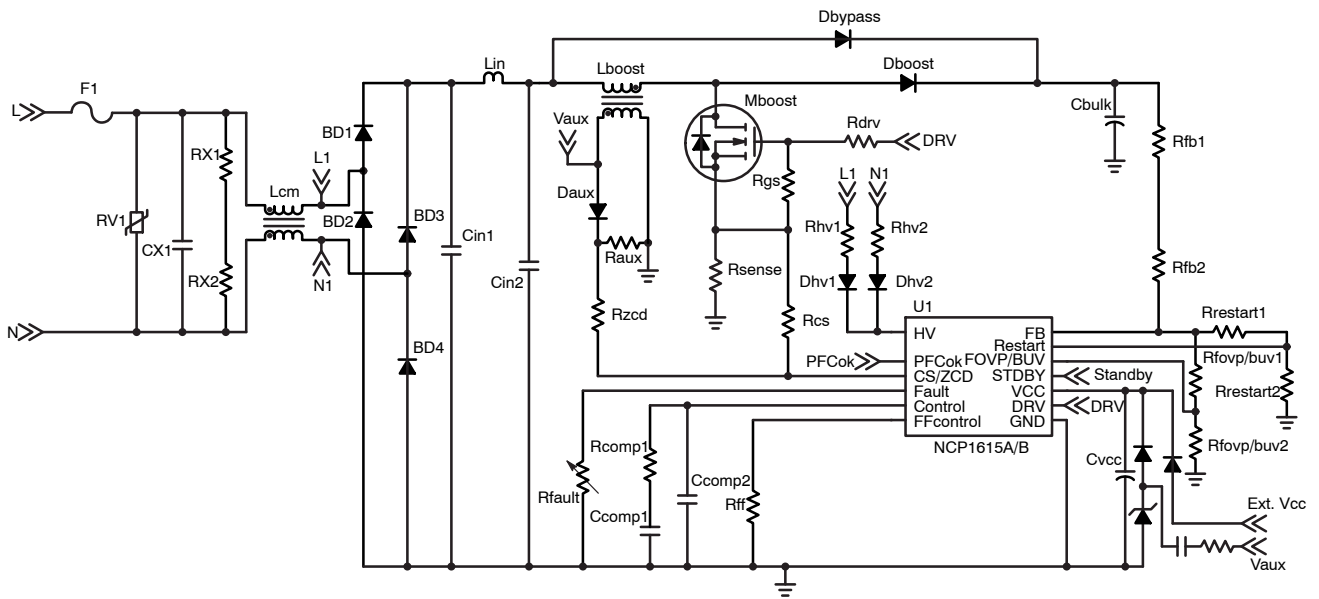 Dbypass
Lin
Lboost
Dboost
L
F1
Mboost
Cbulk
Vaux
Rdrv
DRV
BD1
RX1
L1
Rfb1
Lcm
Rgs
L1
N1
Daux
RV1
BD2
BD3
CX1
Cin1
Raux
Rhv1
Rhv2
Rsense
Rfb2
RX2
N1
Cin2
Dhv1
Dhv2
Rzcd
Rcs
U1
Rrestart1
N
HV
FB
Restart
BD4
PFCok
PFCok
FOVP/BUV
Rfovp/buv1
CS/ZCD
STDBY
Standby
Fault
VCC
Rrestart2
Control
DRV
DRV
FFcontrol
GND
Rcomp1
NCP1615A/B
Rfovp/buv2
Cvcc
Ccomp2
Rfault
Rff
Ccomp1
Ext. Vcc
Vaux